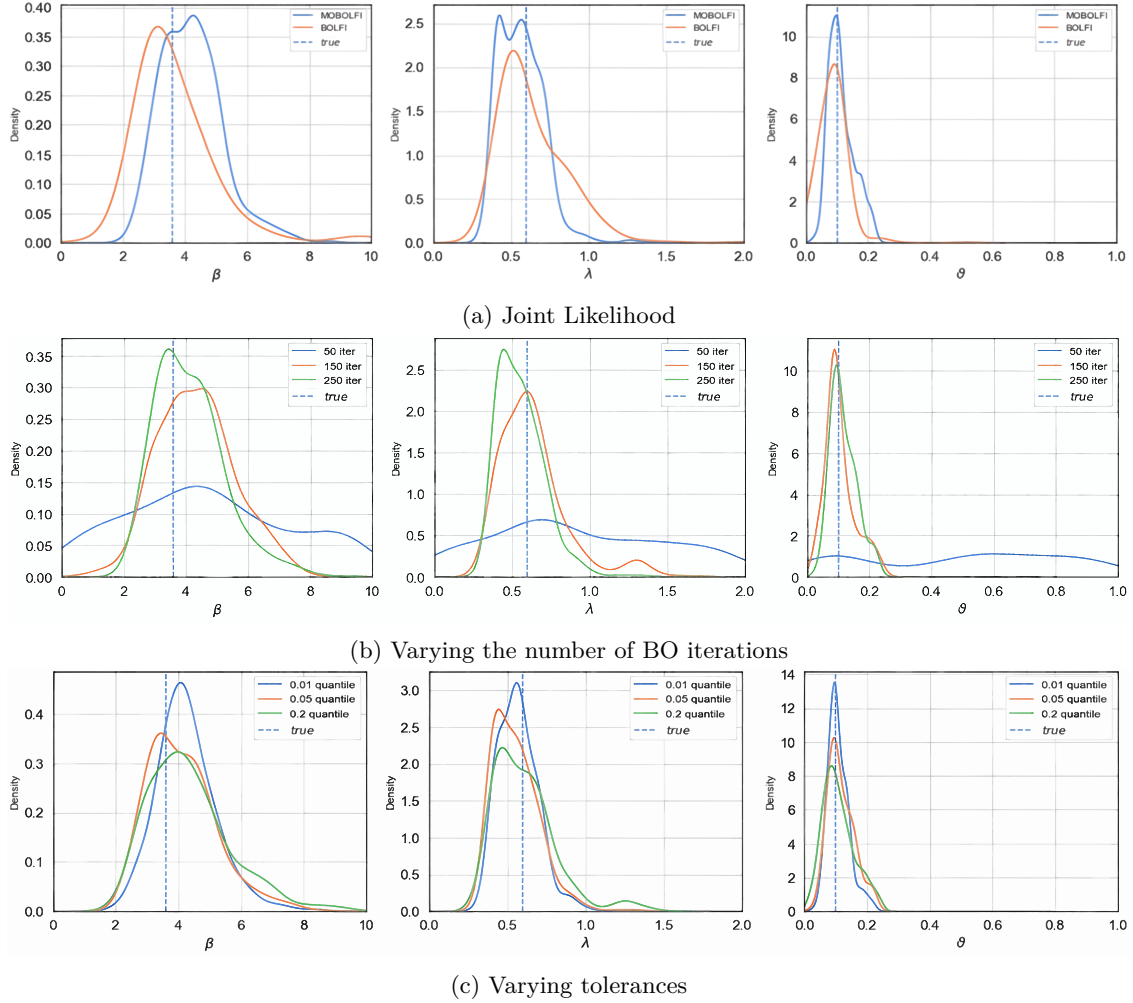 MOBOLFI
BOLFI
true
Density
0.40
0.35
0.30
0.25
0.20
0.15
0.10
0.05
0.00
0 2 4 6 8 10
β
MOBOLFI
BOLFI
true
Density
2.5
2.0
1.5
1.0
0.5
0.0
0.0 0.5 1.0 1.5 2.0
λ
MOBOLFI
BOLFI
true
Density
10
8
6
4
2
0
0.0 0.2 0.4 0.6 0.8 1.0
ϑ
(a) Joint Likelihood
50 iter
150 iter
250 iter
true
Density
0.35
0.30
0.25
0.20
0.15
0.10
0.05
0.00
0 2 4 6 8 10
β
50 iter
150 iter
250 iter
true
Density
2.5
2.0
1.5
1.0
0.5
0.0
0.0 0.5 1.0 1.5 2.0
λ
50 iter
150 iter
250 iter
true
Density
10
8
6
4
2
0
0.0 0.2 0.4 0.6 0.8 1.0
ϑ
(b) Varying the number of BO iterations
0.01 quantile
0.05 quantile
0.2 quantile
true
Density
0.4
0.3
0.2
0.1
0.0
0 2 4 6 8 10
β
0.01 quantile
0.05 quantile
0.2 quantile
true
Density
3.0
2.5
2.0
1.5
1.0
0.5
0.0
0.0 0.5 1.0 1.5 2.0
λ
0.01 quantile
0.05 quantile
0.2 quantile
true
Density
14
12
10
8
6
4
2
0
0.0 0.2 0.4 0.6 0.8 1.0
ϑ
(c) Varying tolerances